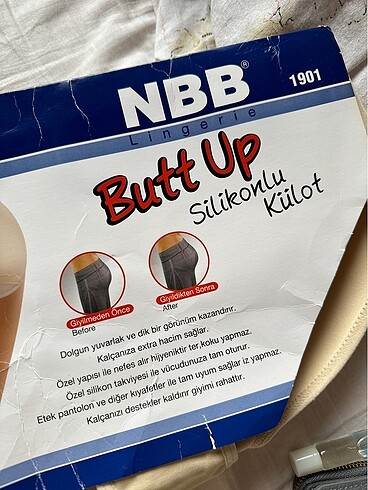 NBB®
1901
Lingerie
Butt Up
Silikonlu
Külot
Giyilmeden Önce
Before
Giyildikten Sonra
After
Dolgun yuvarlak ve dik bir görünüm kazandırır.
Kalçanıza extra hacim sağlar.
Özel yapısı ile nefes alır hijyeniktir ter,koku yapmaz.
Özel silikon takviyesi ile vücudunuza tam oturur.
Etek pantolon ve diğer kıyafetler ile tam uyum sağlar iz yapmaz.
Kalçanızı destekler kaldırır giyimi rahattır.